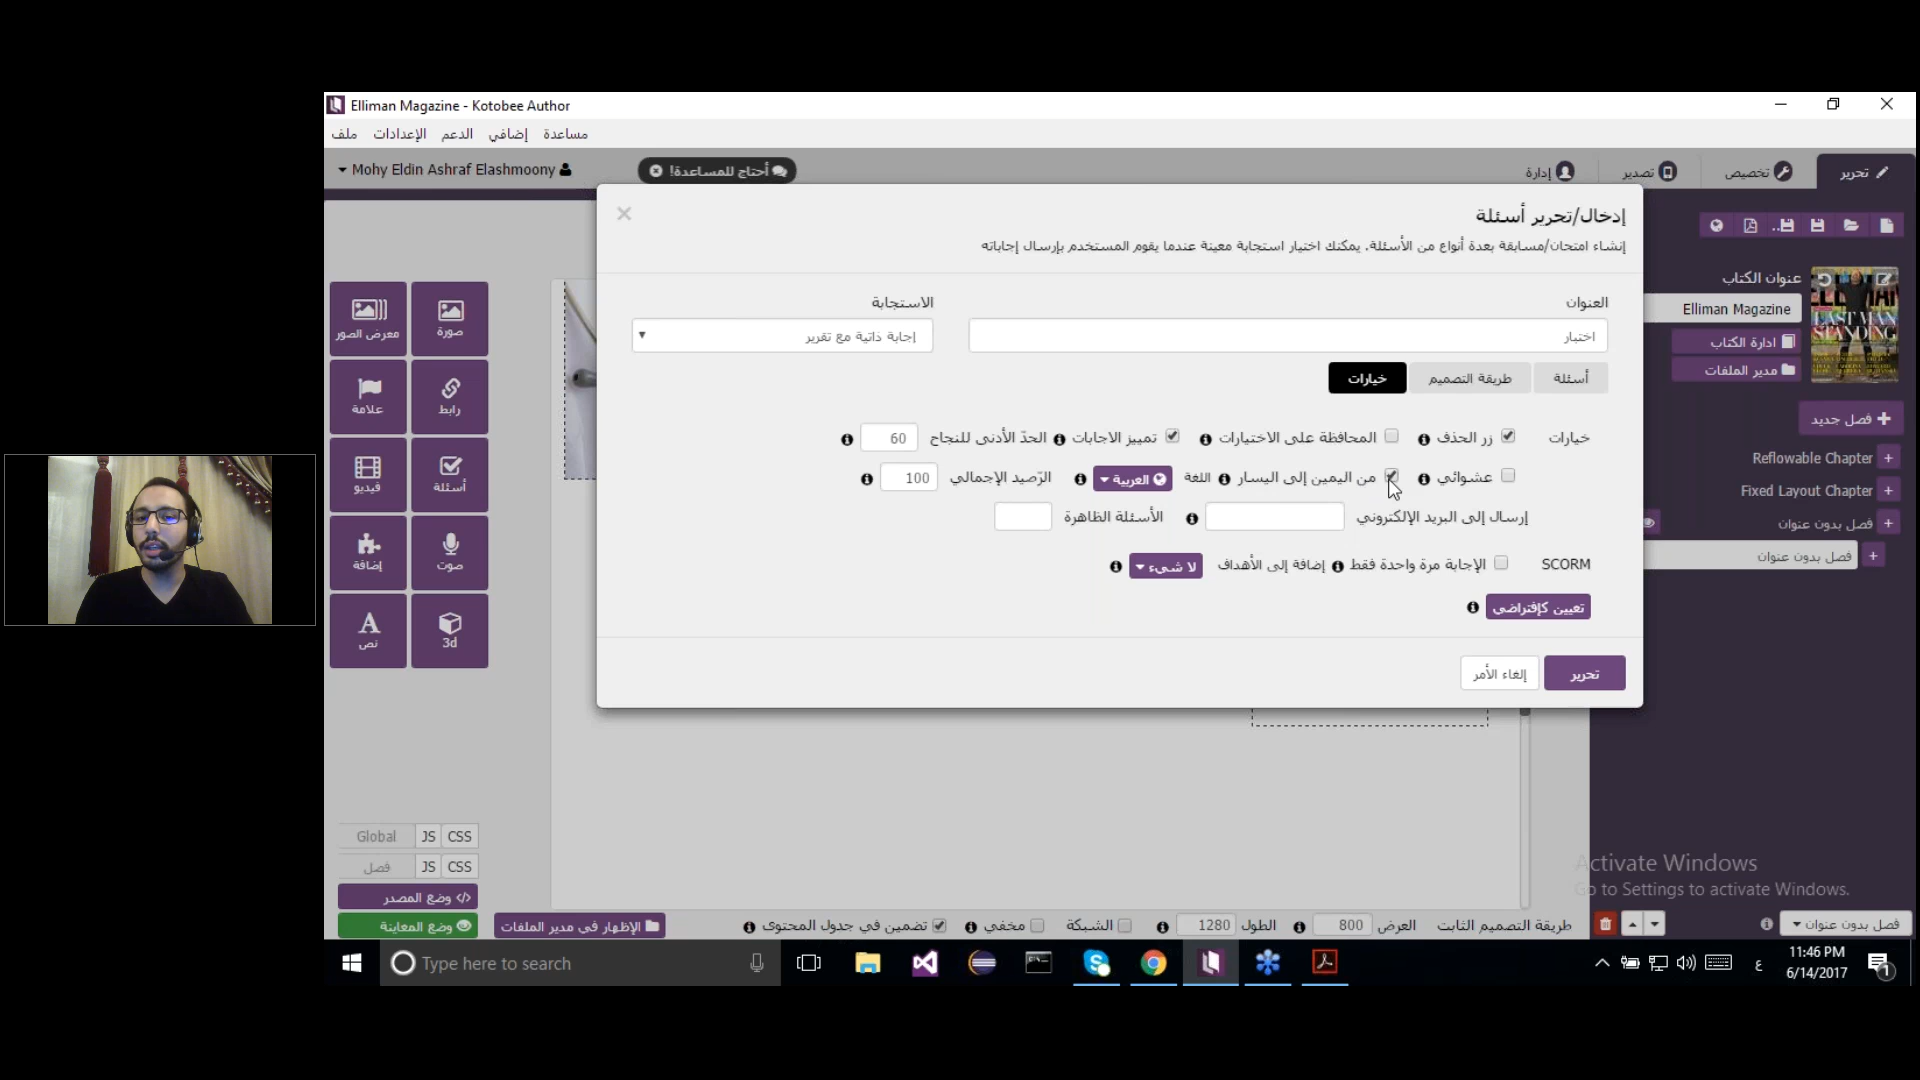 Elliman Magazine - Kotobee Author
ملف الإعدادات الدعم إضافي مساعدة
Mohy Eldin Ashraf Elashmoony
أحتاج للمساعدة!
إدارة
تصدير
تخصيص
تحرير
إدخال/تحرير أسئلة
إنشاء امتحان/مسابقة بعدة أنواع من الأسئلة. يمكنك اختيار استجابة معينة عندما يقوم المستخدم بإرسال إجاباته
العنوان
الاستجابة
اختبار
إجابة ذاتية مع تقرير
أسئلة
طريقة التصميم
خيارات
خيارات
زر الحذف
المحافظة على الاختيارات
تمييز الاجابات
الحدّ الأدنى للنجاح
60
عشوائي
من اليمين إلى اليسار
اللغة
العربية
الرّصيد الإجمالي
100
إرسال إلى البريد الإلكتروني
الأسئلة الظاهرة
SCORM
الإجابة مرة واحدة فقط
إضافة إلى الأهداف
لا شيء
تعيين كإفتراضي
تحرير
إلغاء الأمر
عنوان الكتاب
Elliman Magazine
ادارة الكتاب
مدير الملفات
LAST MAN
STANDING
فصل جديد
Reflowable Chapter
Fixed Layout Chapter
فصل بدون عنوان
فصل بدون عنوان
صورة
معرض الصور
رابط
علامة
أسئلة
فيديو
صوت
إضافة
3d
نص
Global JS CSS
فصل JS CSS
وضع المصدر
وضع المعاينة
الإظهار في مدير الملفات
طريقة التصميم الثابت
العرض
800
الطول
1280
الشبكة
مخفي
تضمين في جدول المحتوى
فصل بدون عنوان
Activate Windows
Go to Settings to activate Windows.
Type here to search
ع
11:46 PM
6/14/2017
1